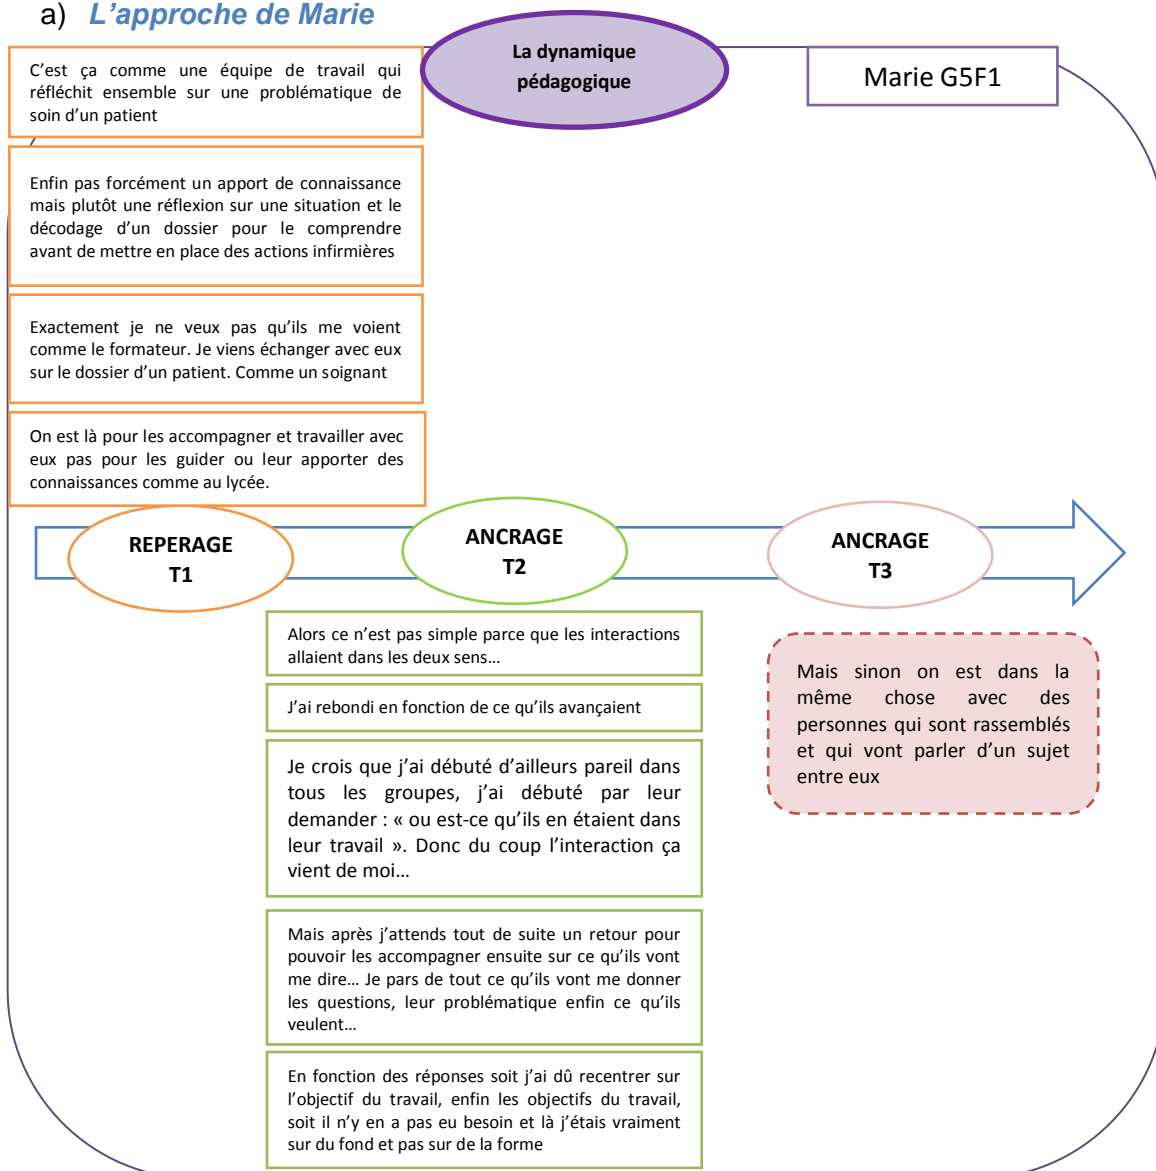 a) L'approche de Marie
La dynamique
pédagogique
Marie G5F1
C'est ça comme une équipe de travail qui
réfléchit ensemble sur une problématique de
soin d'un patient
Enfin pas forcément un apport de connaissance
mais plutôt une réflexion sur une situation et le
décodage d'un dossier pour le comprendre
avant de mettre en place des actions infirmières
Exactement je ne veux pas qu'ils me voient
comme le formateur. Je viens échanger avec eux
sur le dossier d'un patient. Comme un soignant
On est là pour les accompagner et travailler avec
eux pas pour les guider ou leur apporter des
connaissances comme au lycée.
REPERAGE
T1
ANCRAGE
T2
ANCRAGE
T3
Alors ce n'est pas simple parce que les interactions
allaient dans les deux sens…
J'ai rebondi en fonction de ce qu'ils avançaient
Je crois que j'ai débuté d'ailleurs pareil dans
tous les groupes, j'ai débuté par leur
demander : « ou est-ce qu'ils en étaient dans
leur travail ». Donc du coup l'interaction ça
vient de moi…
Mais après j'attends tout de suite un retour pour
pouvoir les accompagner ensuite sur ce qu'ils vont
me dire… Je pars de tout ce qu'ils vont me donner
les questions, leur problématique enfin ce qu'ils
veulent…
En fonction des réponses soit j'ai dû recentrer sur
l'objectif du travail, enfin les objectifs du travail,
soit il n'y en a pas eu besoin et là j'étais vraiment
sur du fond et pas sur de la forme
Mais sinon on est dans la
même chose avec des
personnes qui sont rassemblés
et qui vont parler d'un sujet
entre eux